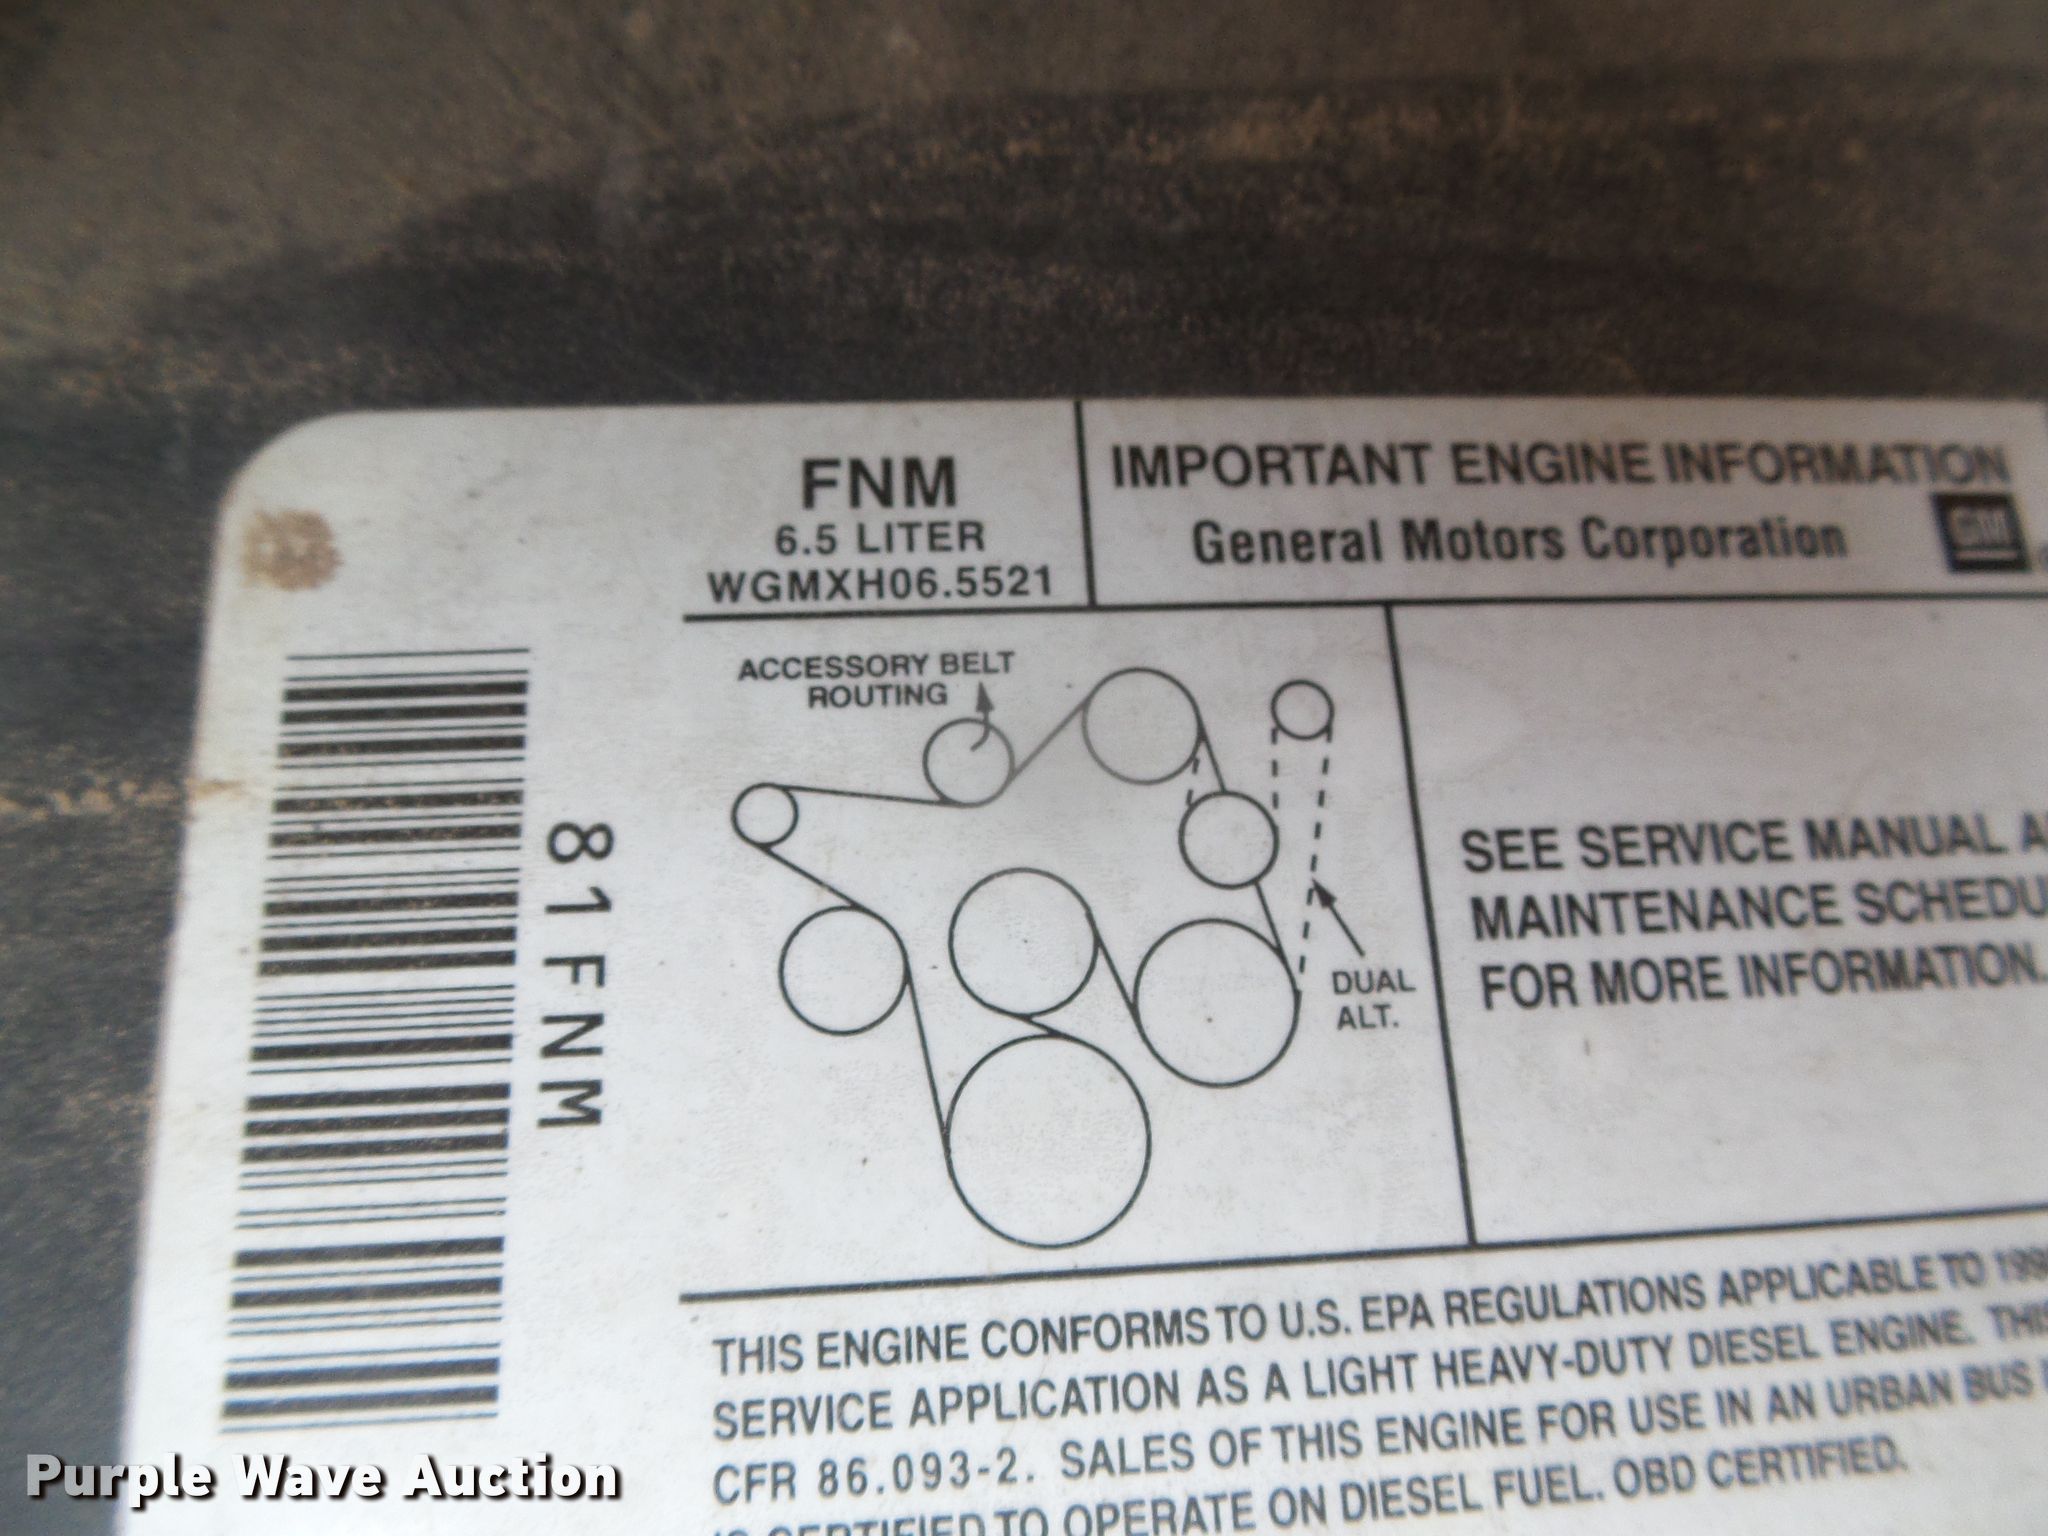 FNM
6.5 LITER
WGMXH06.5521
IMPORTANT ENGINE INFORMATION
General Motors Corporation
GM
ACCESSORY BELT
ROUTING
DUAL
ALT.
81FNM
SEE SERVICE MANUAL
MAINTENANCE
FOR MORE INFORMATION.
THIS ENGINE CONFORMS TO U.S. EPA REGULATIONS APPLICABLE TO
SERVICE APPLICATION AS A LIGHT HEAVY-DUTY DIESEL ENGINE. THIS
CFR 86.093-2. SALES OF THIS ENGINE FOR USE IN AN URBAN BUS
IS CERTIFIED TO OPERATE ON DIESEL FUEL. OBD CERTIFIED.
Purple Wave Auction